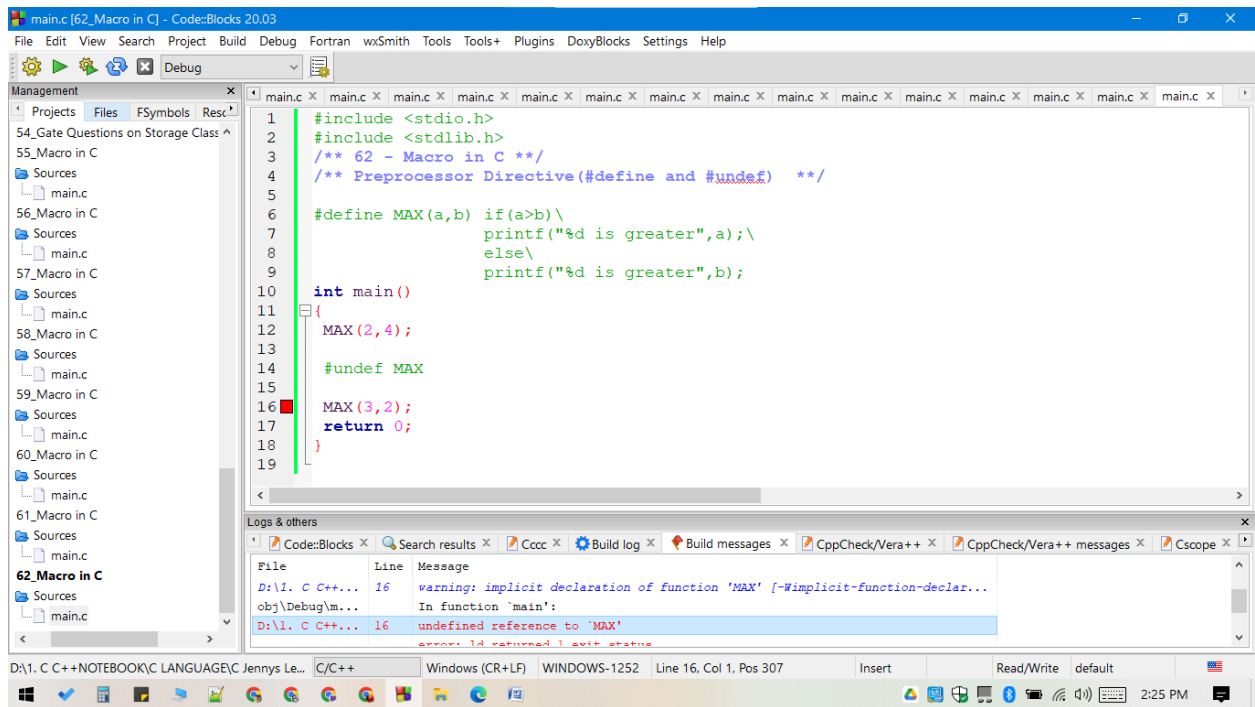 main.c [62_Macro in C] - Code::Blocks 20.03
File Edit View Search Project Build Debug Fortran wxSmith Tools Tools+ Plugins DoxyBlocks Settings Help
Debug
Management
Projects Files FSymbols Resc
54_Gate Questions on Storage Class
55_Macro in C
Sources
main.c
56_Macro in C
Sources
main.c
57_Macro in C
Sources
main.c
58_Macro in C
Sources
main.c
59_Macro in C
Sources
main.c
60_Macro in C
Sources
main.c
61_Macro in C
Sources
main.c
62_Macro in C
Sources
main.c
main.c main.c main.c main.c main.c main.c main.c main.c main.c main.c main.c main.c main.c main.c main.c
1 #include <stdio.h>
2 #include <stdlib.h>
3 /** 62 - Macro in C **/
4 /** Preprocessor Directive(#define and #undef)  **/
5
6 #define MAX(a,b) if(a>b)\
7 printf("%d is greater",a);\
8 else\
9 printf("%d is greater",b);
10 int main()
11 {
12 MAX(2,4);
13
14 #undef MAX
15
16 MAX(3,2);
17 return 0;
18 }
19
Logs & others
Code::Blocks Search results Cccc Build log Build messages CppCheck/Vera++ CppCheck/Vera++ messages Cscope
File Line Message
D:\1. C C++... 16 warning: implicit declaration of function 'MAX' [-Wimplicit-function-declar...
obj\Debug\m... In function `main':
D:\1. C C++... 16 undefined reference to `MAX'
error: ld returned 1 exit status
D:\1. C C++NOTEBOOK\C LANGUAGE\C Jennys Le... C/C++ Windows (CR+LF) WINDOWS-1252 Line 16, Col 1, Pos 307 Insert Read/Write default
2:25 PM